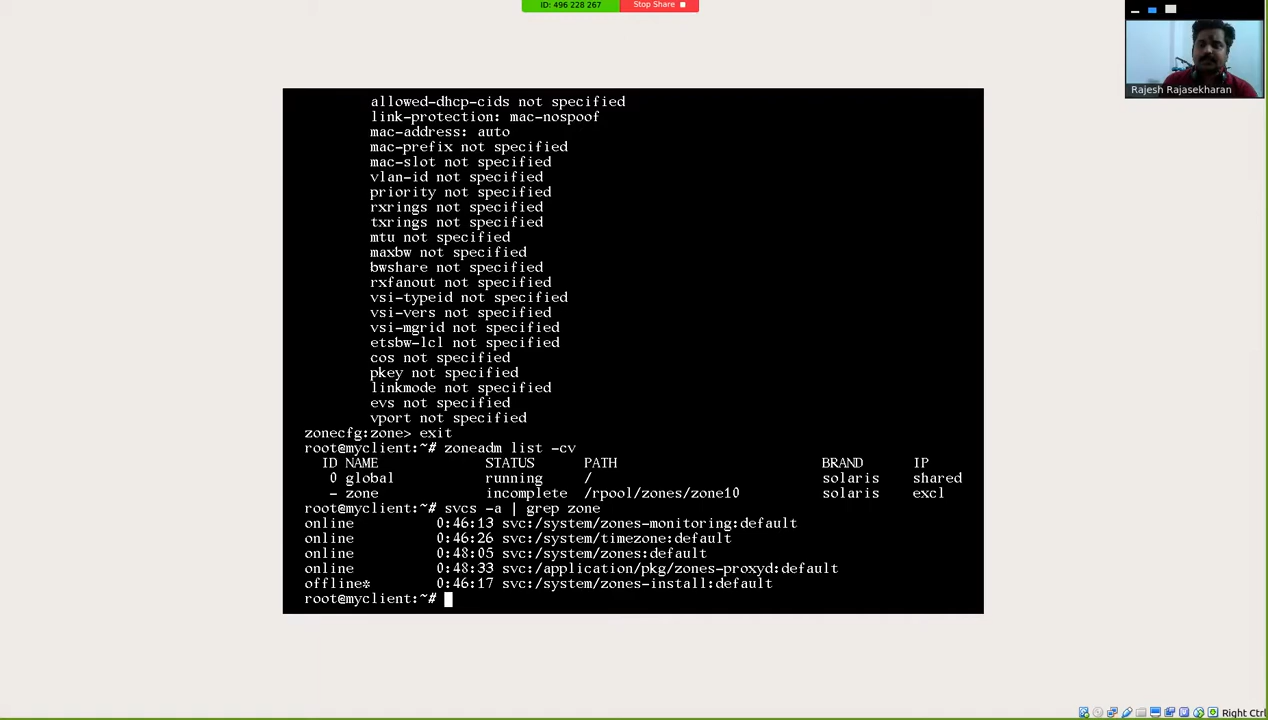 ID: 496 228 267
Stop Share
Rajesh Rajasekharan
allowed-dhcp-cids not specified
link-protection: mac-nospoof
mac-address: auto
mac-prefix not specified
mac-slot not specified
vlan-id not specified
priority not specified
rxrings not specified
txrings not specified
mtu not specified
maxbw not specified
bwshare not specified
rxfanout not specified
vsi-typeid not specified
vsi-vers not specified
vsi-mgrid not specified
etsbw-lcl not specified
cos not specified
pkey not specified
linkmode not specified
evs not specified
vport not specified
zonecfg:zone> exit
root@myclient:~# zoneadm list -cv
ID NAME STATUS PATH BRAND IP
0 global running / solaris shared
- zone incomplete /rpool/zones/zone10 solaris excl
root@myclient:~# svcs -a | grep zone
online 0:46:13 svc:/system/zones-monitoring:default
online 0:46:26 svc:/system/timezone:default
online 0:48:05 svc:/system/zones:default
online 0:48:33 svc:/application/pkg/zones-proxyd:default
offline* 0:46:17 svc:/system/zones-install:default
root@myclient:~#
Right Ctrl